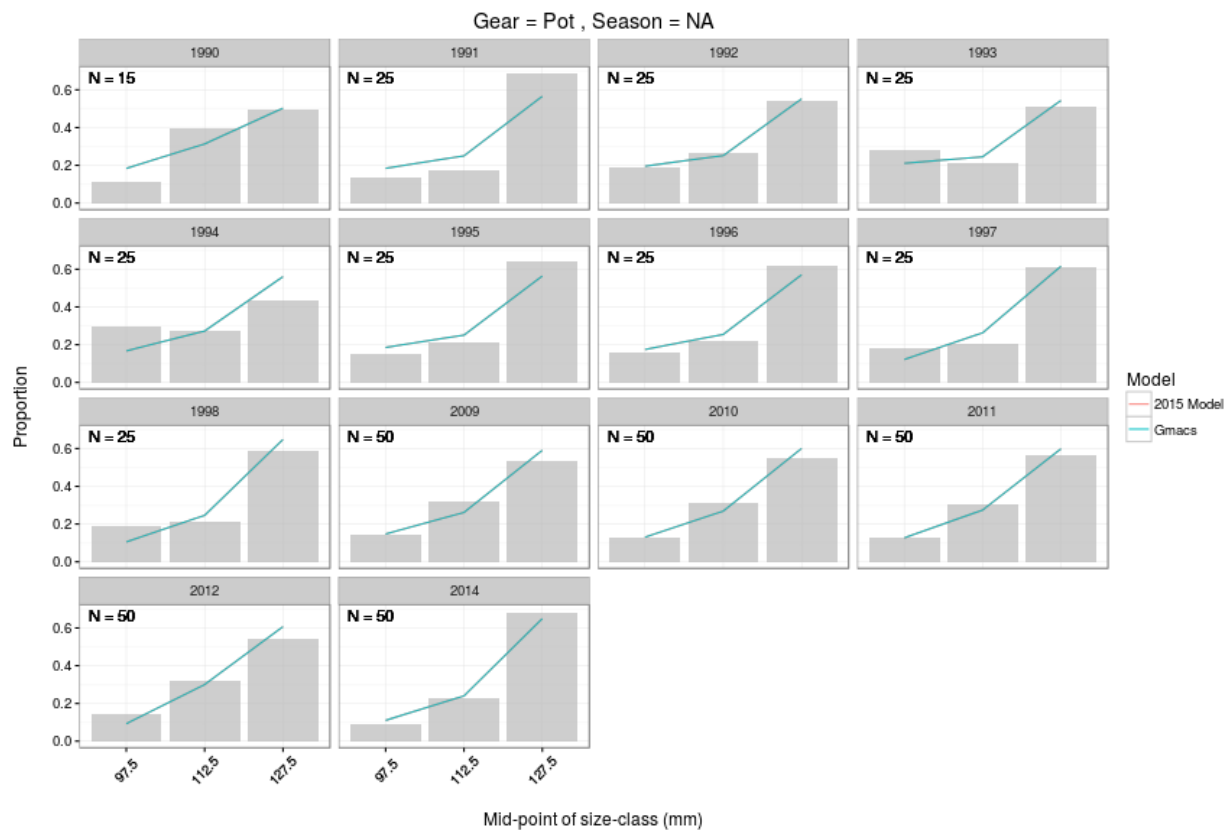 Gear = Pot , Season = NA
1990 1991 1992 1993
N = 15 N = 25 N = 25 N = 25
0.6
0.4
0.2
0.0
1994 1995 1996 1997
N = 25 N = 25 N = 25 N = 25
0.6
0.4
0.2
0.0
1998 2009 2010 2011
N = 25 N = 50 N = 50 N = 50
0.6
0.4
0.2
0.0
2012 2014
N = 50 N = 50
0.6
0.4
0.2
0.0
97.5 112.5 127.5 97.5 112.5 127.5
Proportion
Mid-point of size-class (mm)
Model
2015 Model
Gmacs